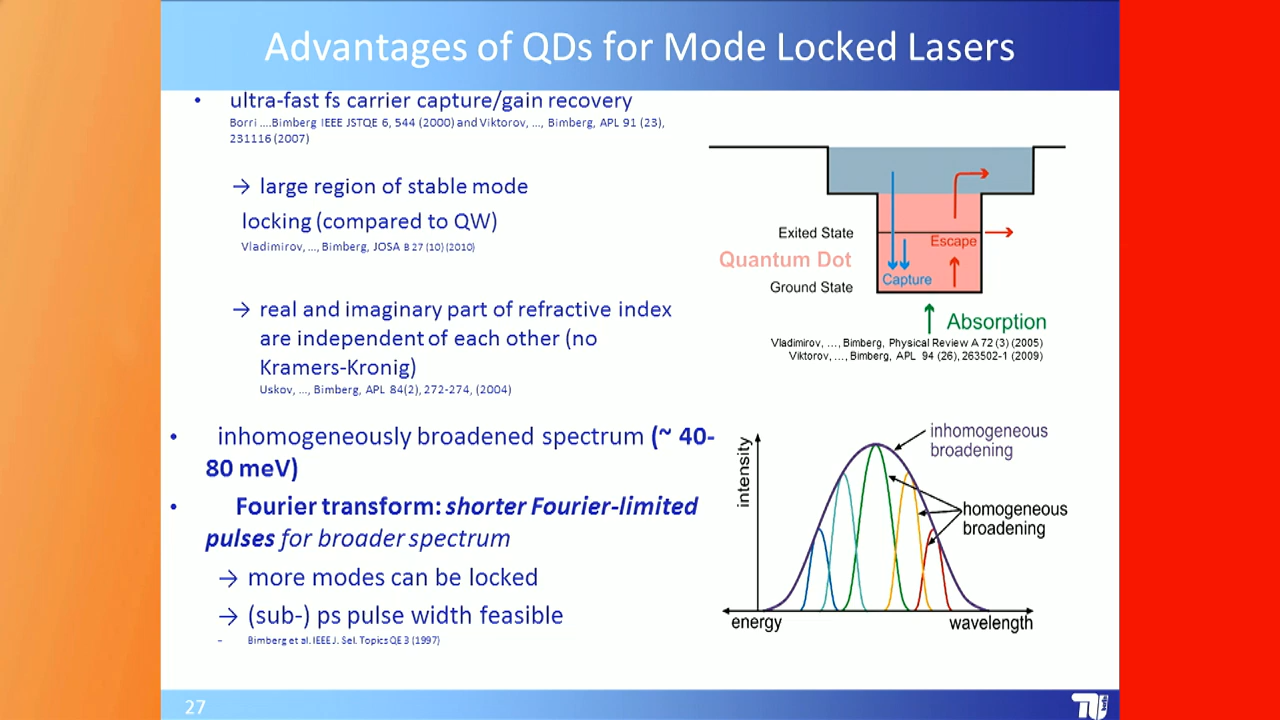 Advantages of QDs for Mode Locked Lasers
• ultra-fast fs carrier capture/gain recovery
Borri ....Bimberg IEEE JSTQE 6, 544 (2000) and Viktorov, ..., Bimberg, APL 91 (23),
231116 (2007)
→ large region of stable mode
locking (compared to QW)
Vladimirov, ..., Bimberg, JOSA B 27 (10) (2010)
→ real and imaginary part of refractive index
are independent of each other (no
Kramers-Kronig)
Uskov, ..., Bimberg, APL 84(2), 272-274, (2004)
• inhomogeneously broadened spectrum (~ 40-
80 meV)
• Fourier transform: shorter Fourier-limited
pulses for broader spectrum
→ more modes can be locked
→ (sub-) ps pulse width feasible
– Bimberg et al. IEEE J. Sel. Topics QE 3 (1997)
Exited State
Escape
Quantum Dot
Capture
Ground State
Absorption
Vladimirov, ..., Bimberg, Physical Review A 72 (3) (2005)
Viktorov, ..., Bimberg, APL 94 (26), 263502-1 (2009)
intensity
inhomogeneous
broadening
homogeneous
broadening
energy
wavelength
27